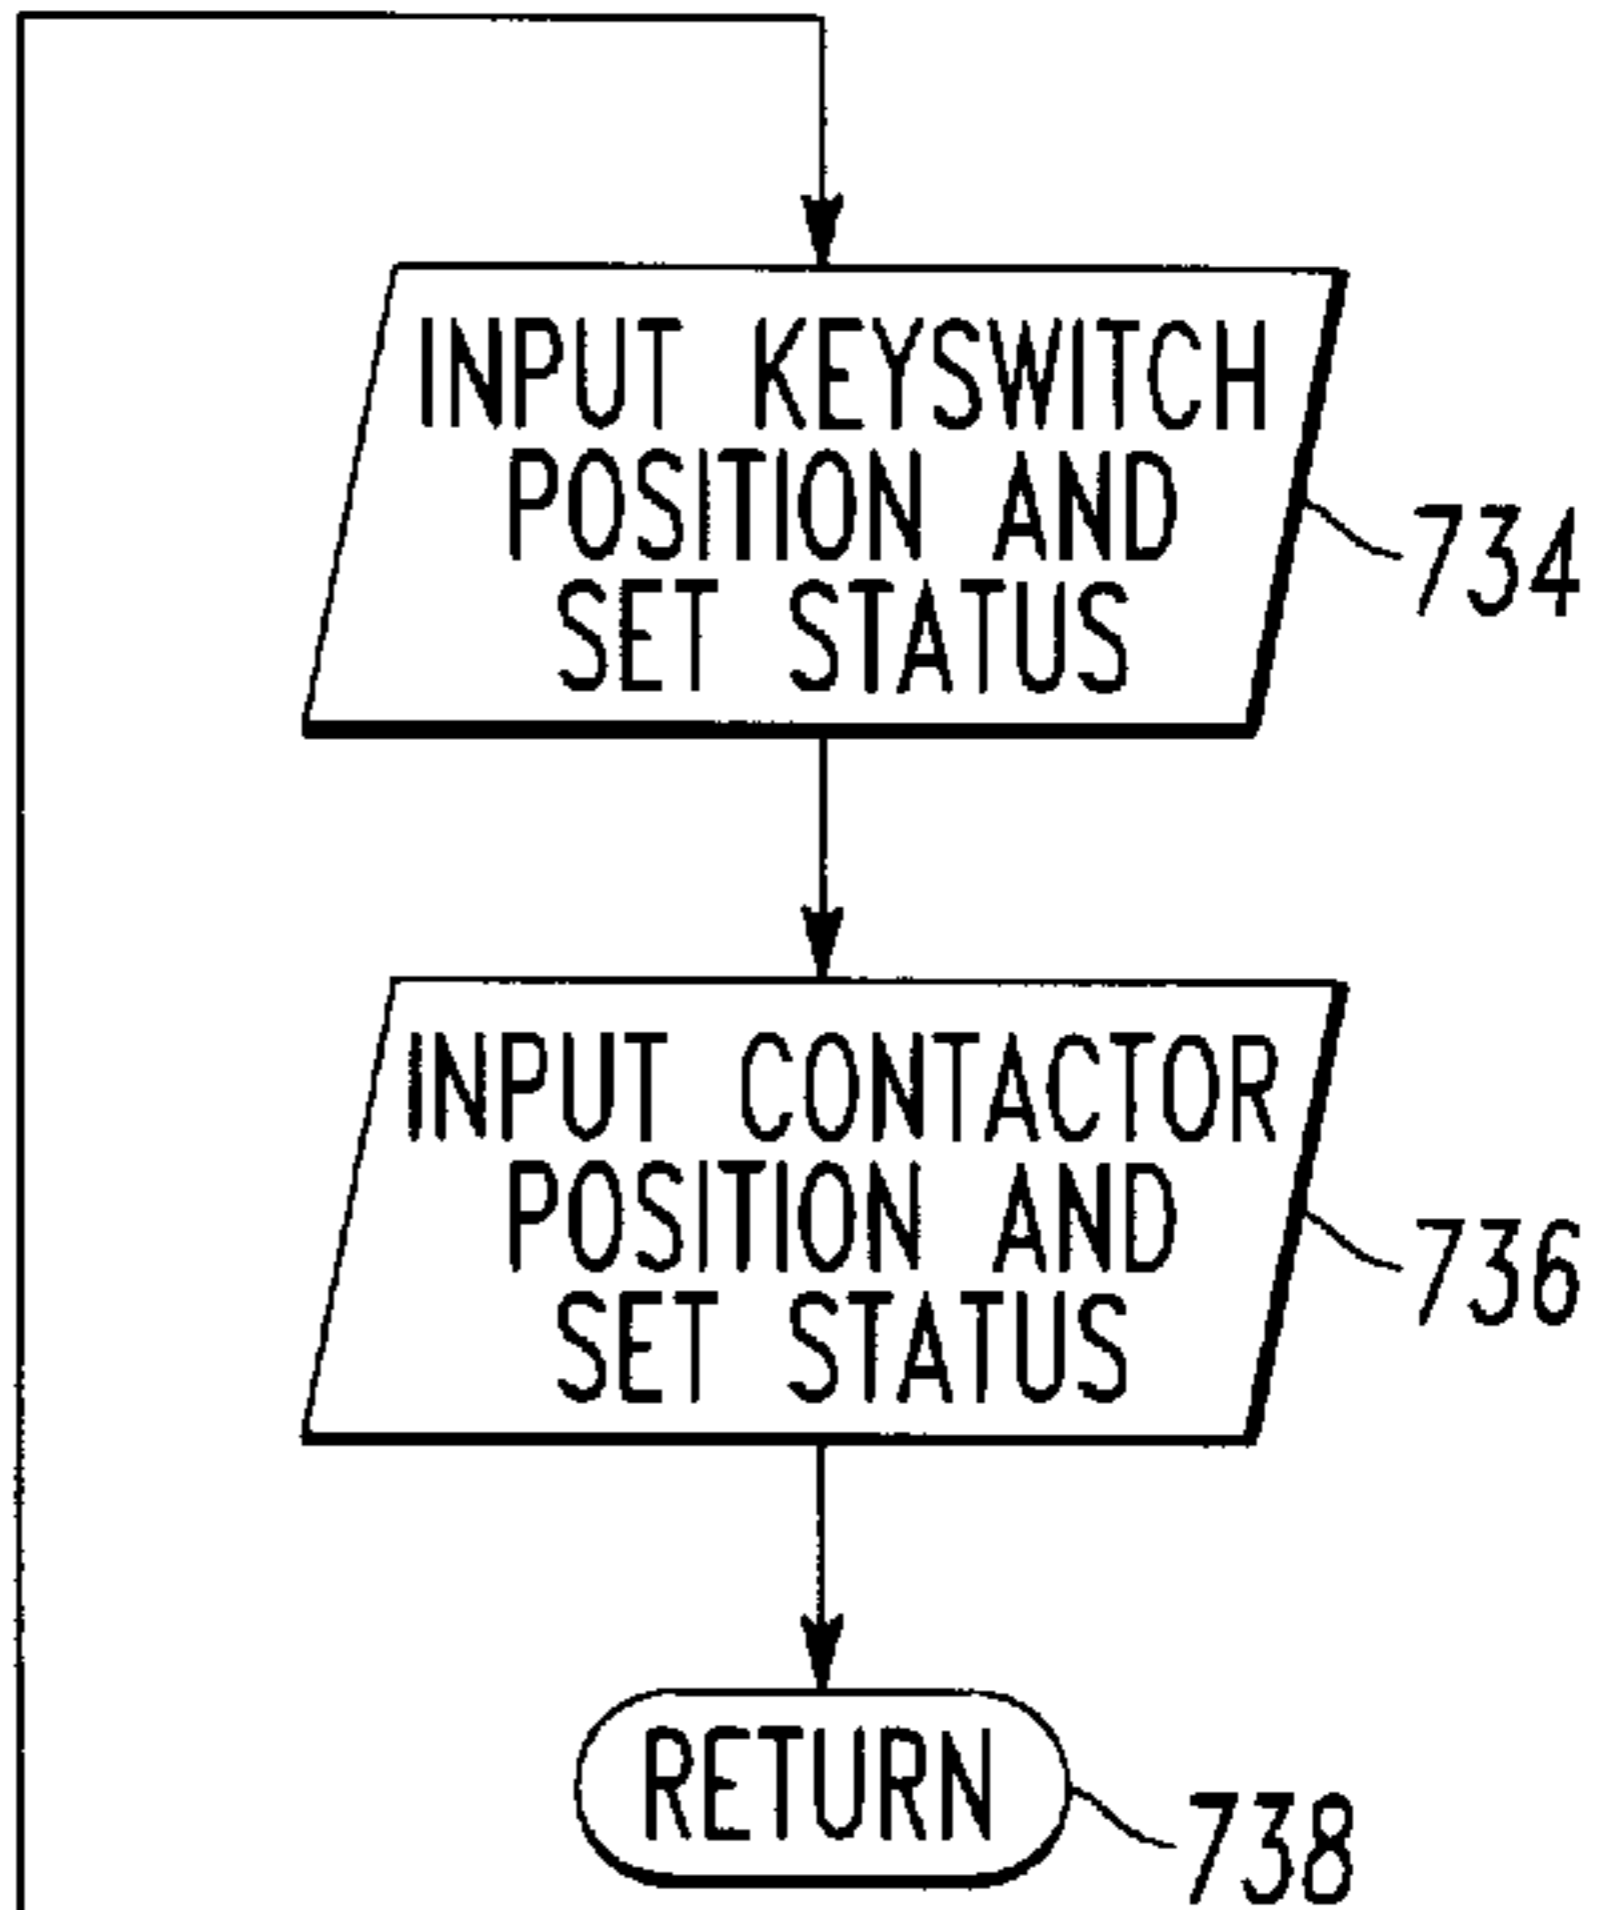 INPUT KEYSWITCH
POSITION AND
SET STATUS
734
INPUT CONTACTOR
POSITION AND
SET STATUS
736
RETURN
738